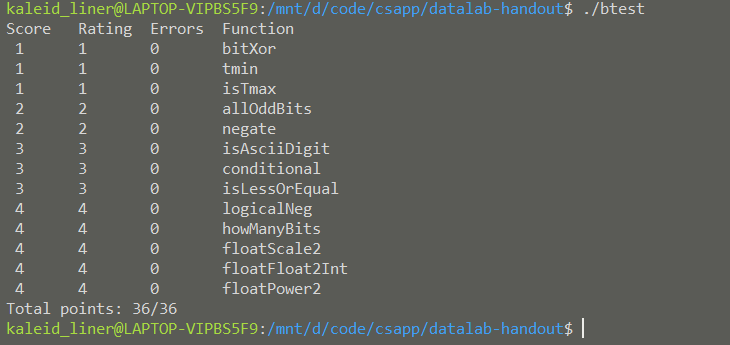 kaleid_liner@LAPTOP-VIPBS5F9:/mnt/d/code/csapp/datalab-handout$ ./btest
Score Rating Errors Function
1 1 0 bitXor
1 1 0 tmin
1 1 0 isTmax
2 2 0 allOddBits
2 2 0 negate
3 3 0 isAsciiDigit
3 3 0 conditional
3 3 0 isLessOrEqual
4 4 0 logicalNeg
4 4 0 howManyBits
4 4 0 floatScale2
4 4 0 floatFloat2Int
4 4 0 floatPower2
Total points: 36/36
kaleid_liner@LAPTOP-VIPBS5F9:/mnt/d/code/csapp/datalab-handout$